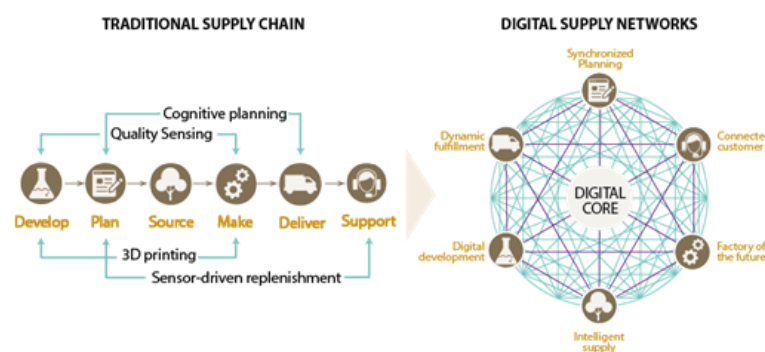 TRADITIONAL SUPPLY CHAIN
Cognitive planning
Quality Sensing
Develop
Plan
Source
Make
Deliver
Support
3D printing
Sensor-driven replenishment
DIGITAL SUPPLY NETWORKS
Synchronized
Planning
Dynamic
fulfillment
Connecte
customer
DIGITAL
CORE
Digital
development
Factory of
the future
Intelligent
supply